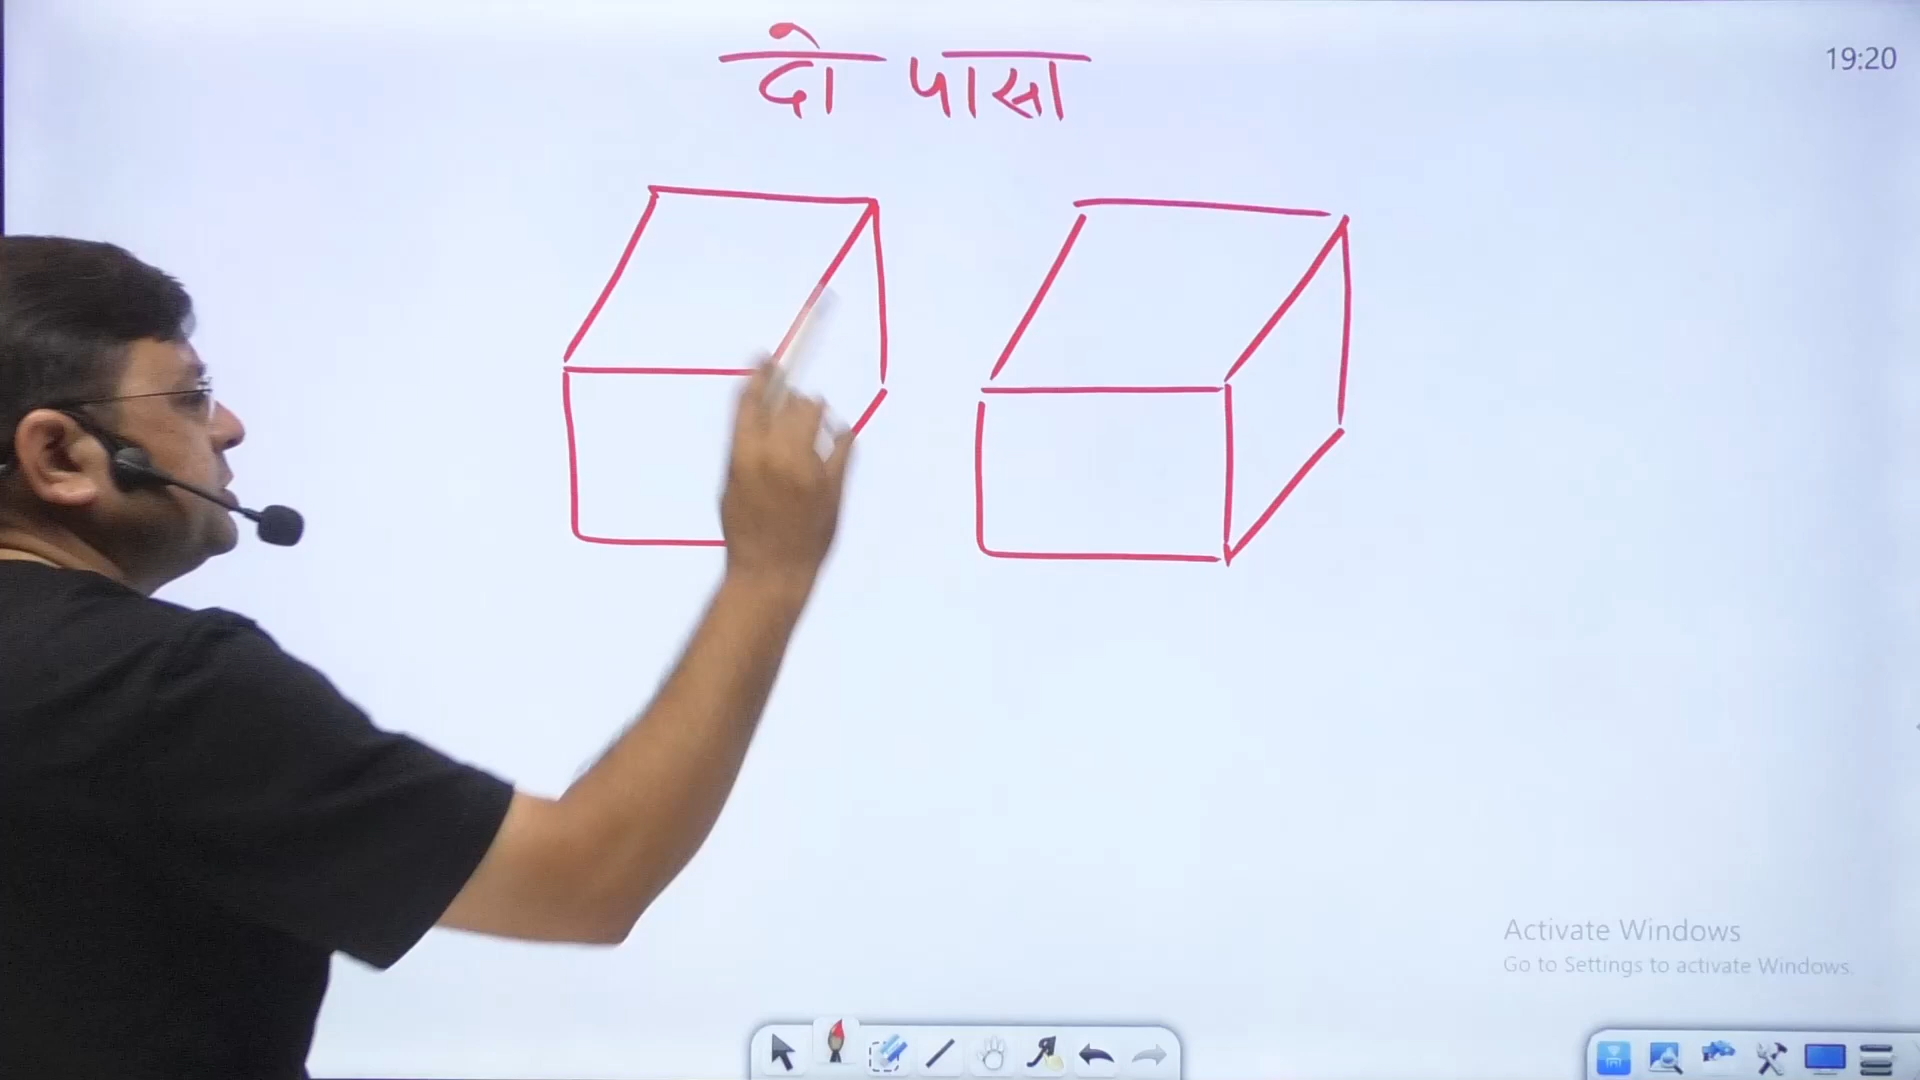 19:20
दो पासा
Activate Windows
Go to Settings to activate Windows.